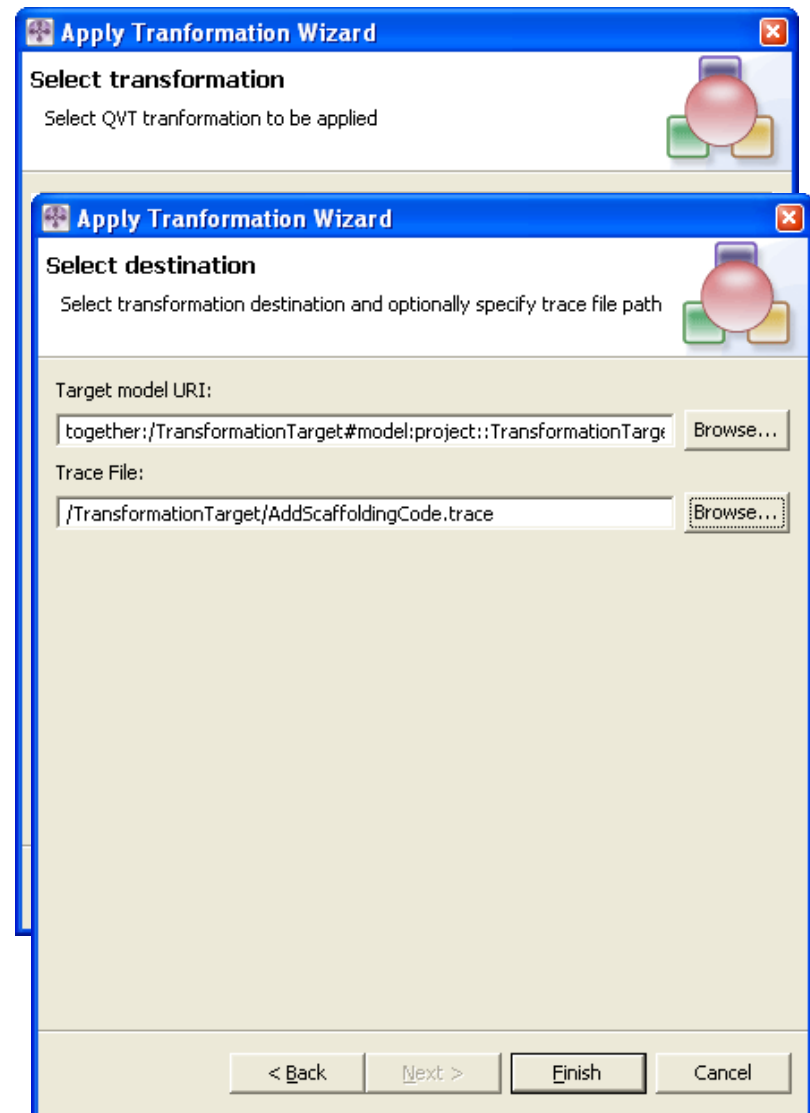 Apply Tranformation Wizard
Select transformation
Select QVT tranformation to be applied
Apply Tranformation Wizard
Select destination
Select transformation destination and optionally specify trace file path
Target model URI:
together:/TransformationTarget#model:project::TransformationTarge Browse...
Trace File:
/TransformationTarget/AddScaffoldingCode.trace Browse...
< Back Next > Finish Cancel